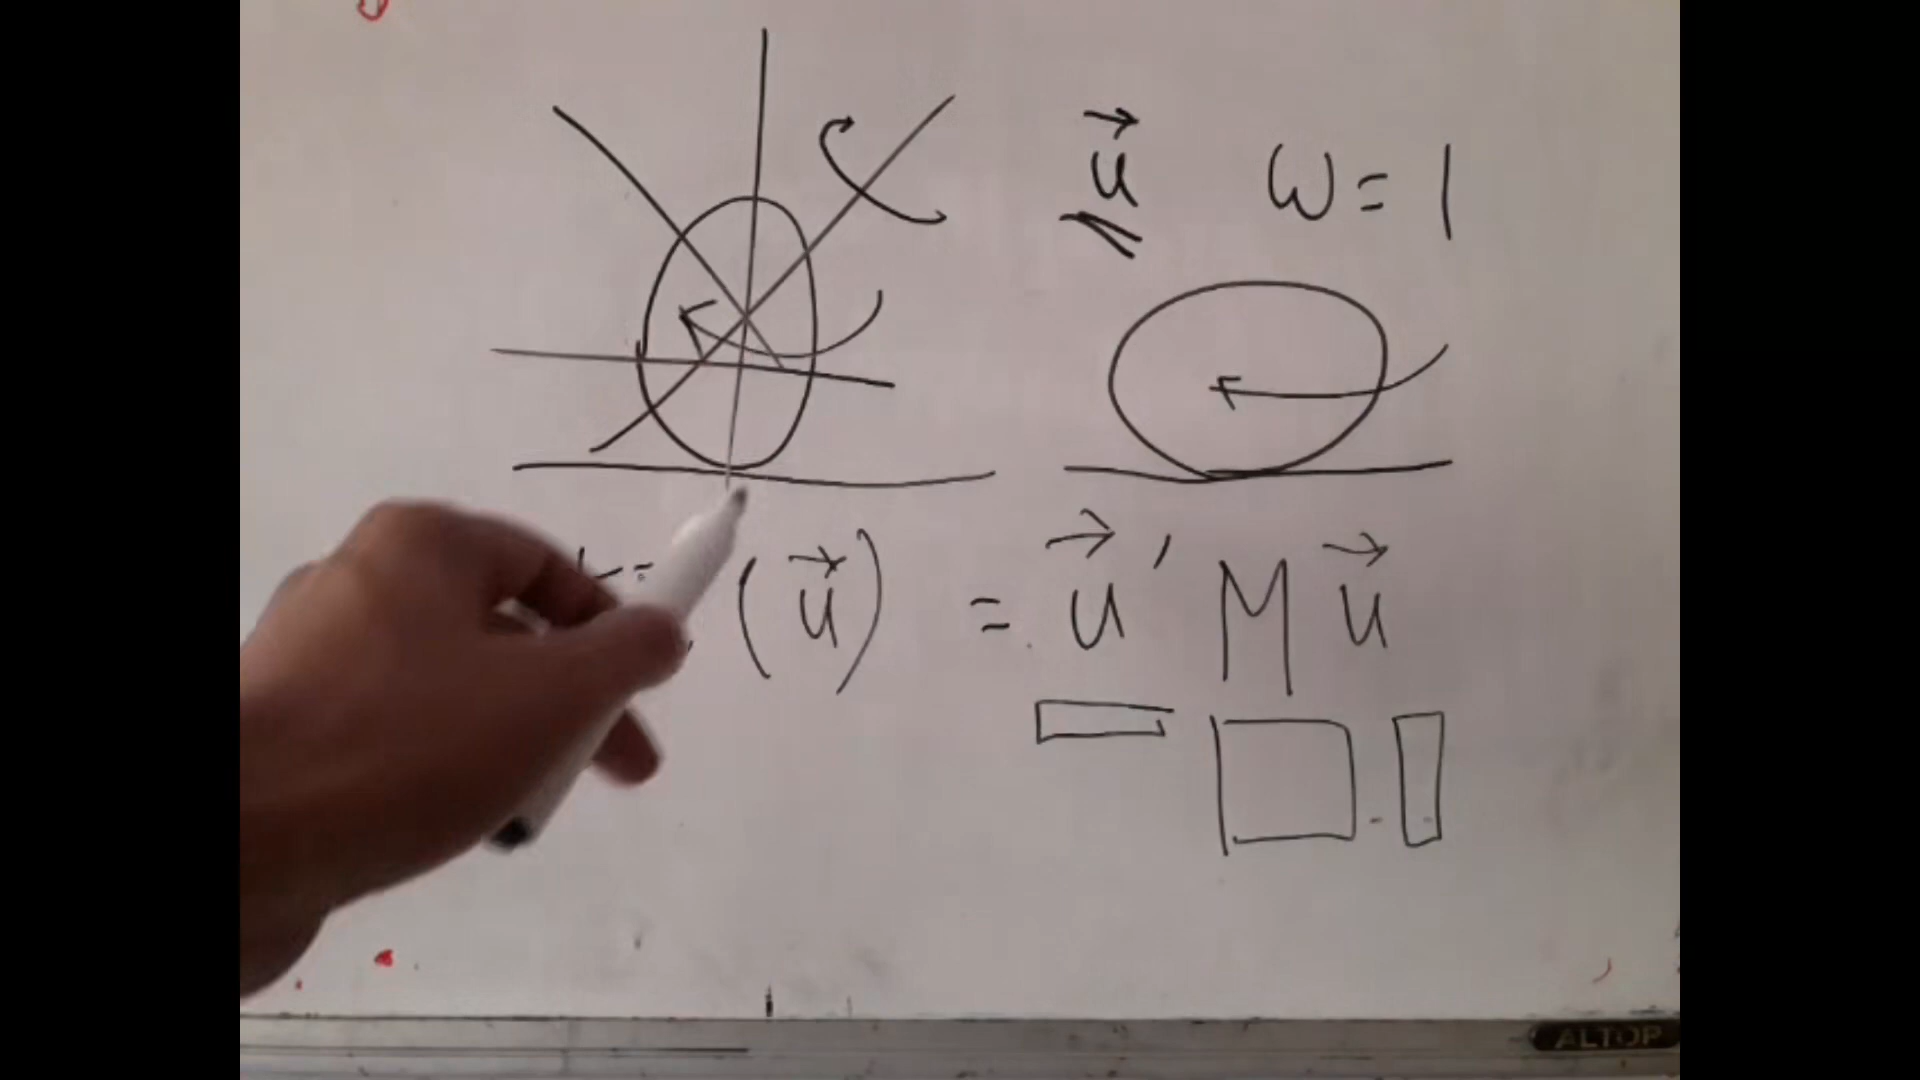 u⃗ ω = 1
(u⃗) = u⃗' M u⃗
ALTOP